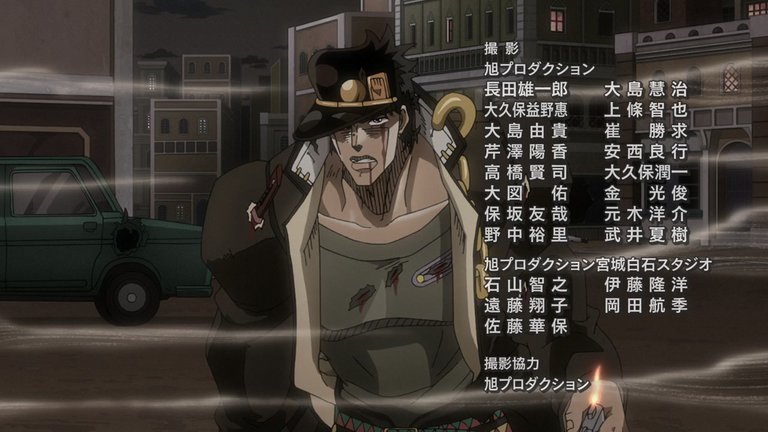 撮影
旭プロダクション
長田雄一郎 大島慧治
大久保益野惠 上條智也
大島由貴 崔勝求
芹澤陽香 安西良行
高橋賢司 大久保潤一
大図佑 金光俊
保坂友哉 元木洋介
野中裕里 武井夏樹
旭プロダクション宮城白石スタジオ
石山智之 伊藤隆洋
遠藤翔子 岡田航季
佐藤華保
撮影協力
旭プロダクション